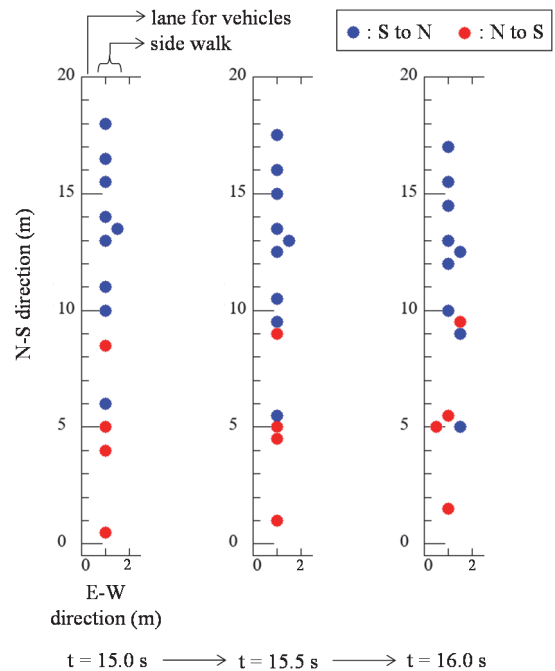 lane for vehicles
side walk
: S to N : N to S
20 20 20
15 15 15
10 10 10
5 5 5
0 0 0
0 2 0 2 0 2
N-S direction (m)
E-W
direction (m)
t = 15.0 s t = 15.5 s t = 16.0 s